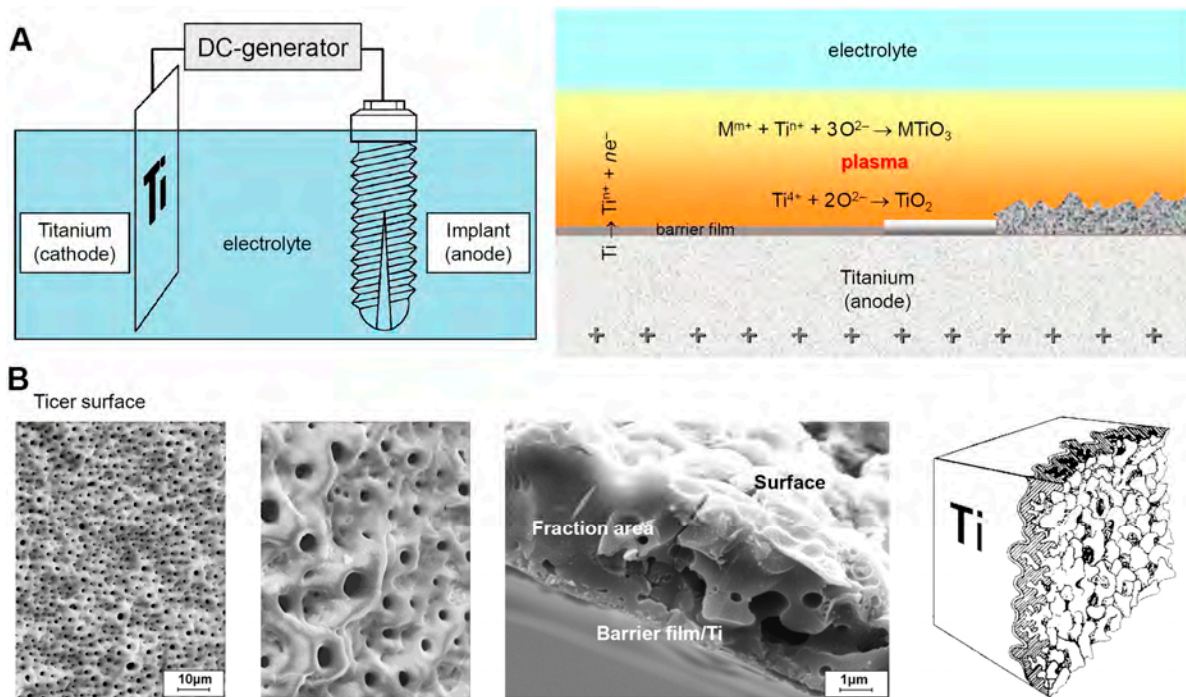 A
DC-generator
Ti
Titanium
(cathode)
electrolyte
Implant
(anode)
electrolyte
Mᵐ⁺ + Tiⁿ⁺ + 3O²⁻ → MTiO₃
plasma
Ti⁴⁺ + 2O²⁻ → TiO₂
Ti → Tiⁿ⁺ + ne⁻
barrier film
Titanium
(anode)
+ + + + + + + + + + + +
B
Ticer surface
10µm
Surface
Fraction area
Barrier film/Ti
1µm
Ti